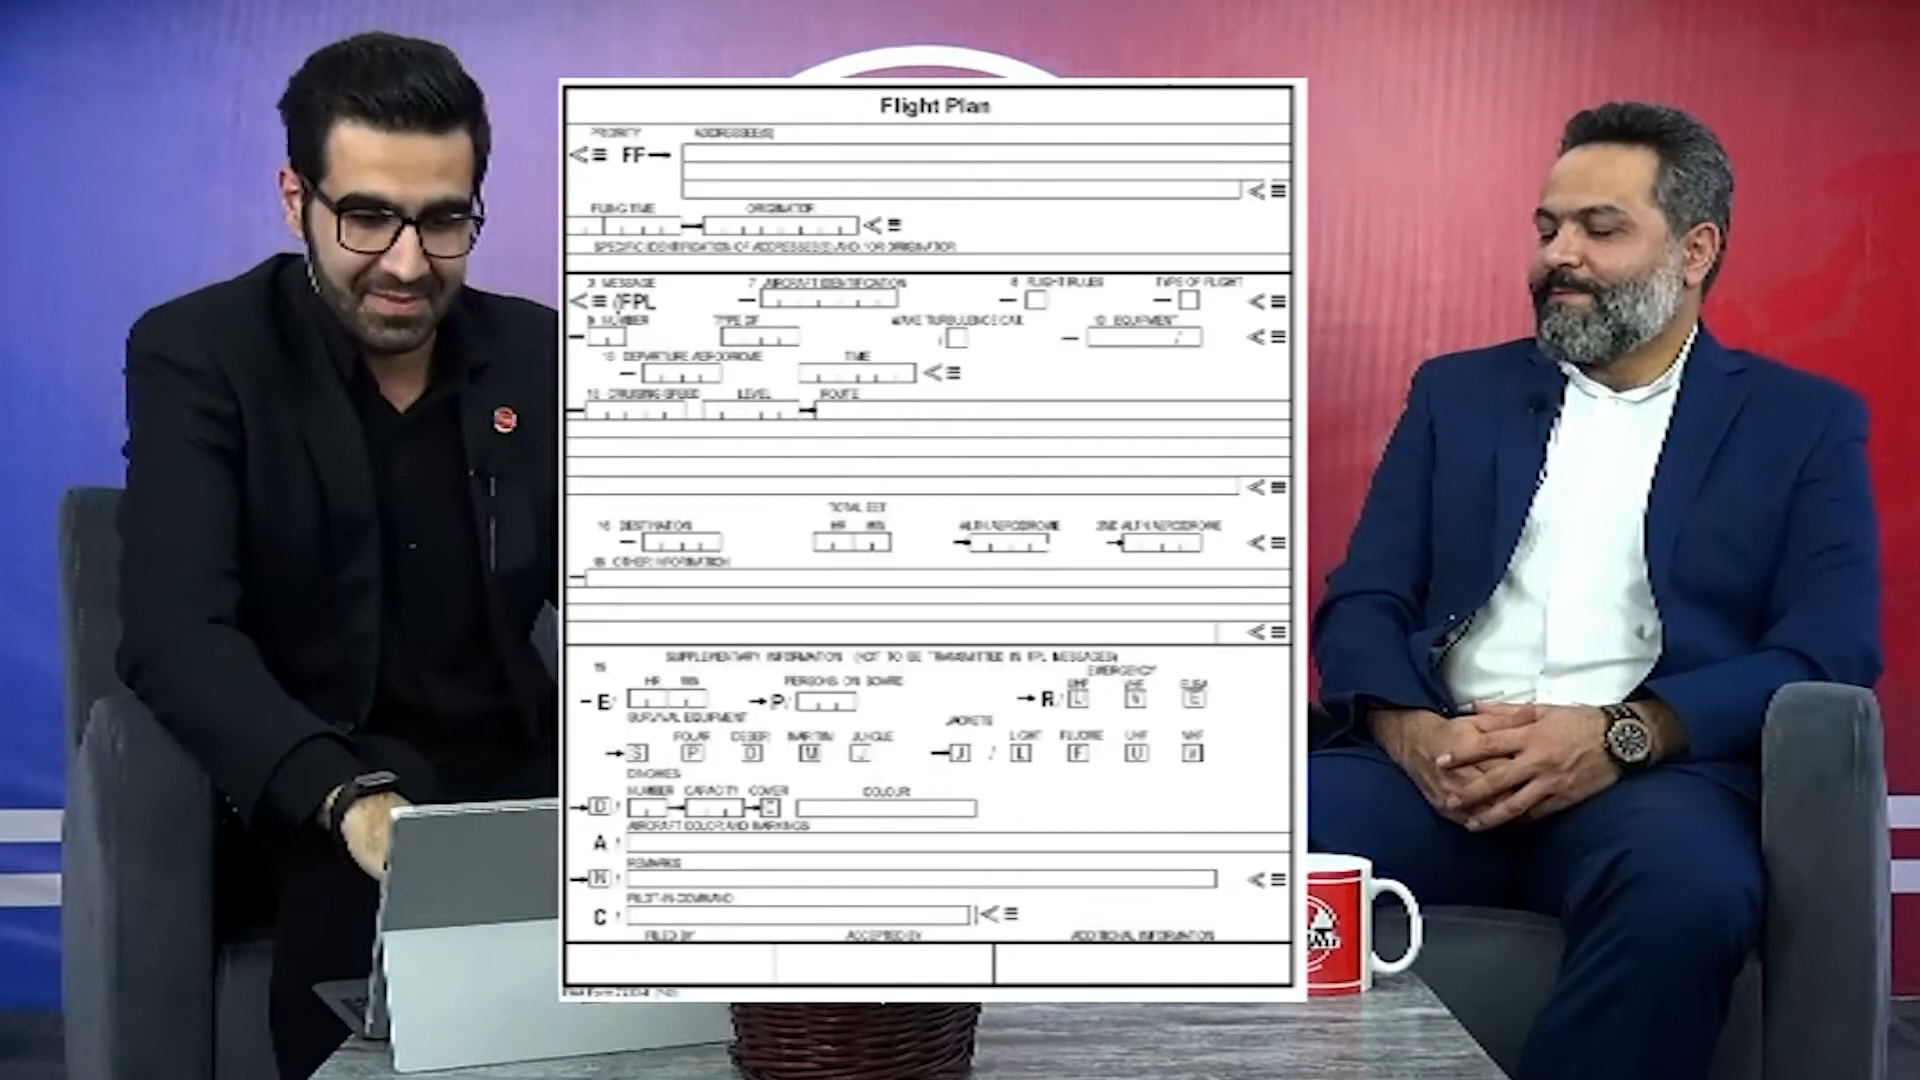 Flight Plan
PRIORITY ADDRESSEE(S)
<≡ FF→
<≡
FILING TIME ORIGINATOR
<≡
SPECIFIC IDENTIFICATION OF ADDRESSEE(S) AND / OR ORIGINATOR
3 MESSAGE 7 AIRCRAFT IDENTIFICATION 8 FLIGHT RULES TYPE OF FLIGHT
<≡ (FPL <≡
9 NUMBER TYPE OF WAKE TURBULENCE CAT. 10 EQUIPMENT
/ / <≡
13 DEPARTURE AERODROME TIME
<≡
15 CRUISING SPEED LEVEL ROUTE
<≡
TOTAL EET
16 DESTINATION HR MIN ALTN AERODROME 2ND ALTN AERODROME
<≡
18 OTHER INFORMATION
<≡
SUPPLEMENTARY INFORMATION (NOT TO BE TRANSMITTED IN FPL MESSAGES)
19 EMERGENCY
HR MIN PERSONS ON BOARD UHF VHF
-E/ →P/ →R/ V E
SURVIVAL EQUIPMENT JACKETS
POLAR DESERT MARITIME JUNGLE LIGHT FLUORES UHF VHF
→S P D M J →J / L F U V
DINGHIES
NUMBER CAPACITY COVER COLOUR
→D / → → C
AIRCRAFT COLOR AND MARKINGS
A /
REMARKS
→N / <≡
PILOT-IN-COMMAND
C / <≡
FILED BY ACCEPTED BY ADDITIONAL INFORMATION